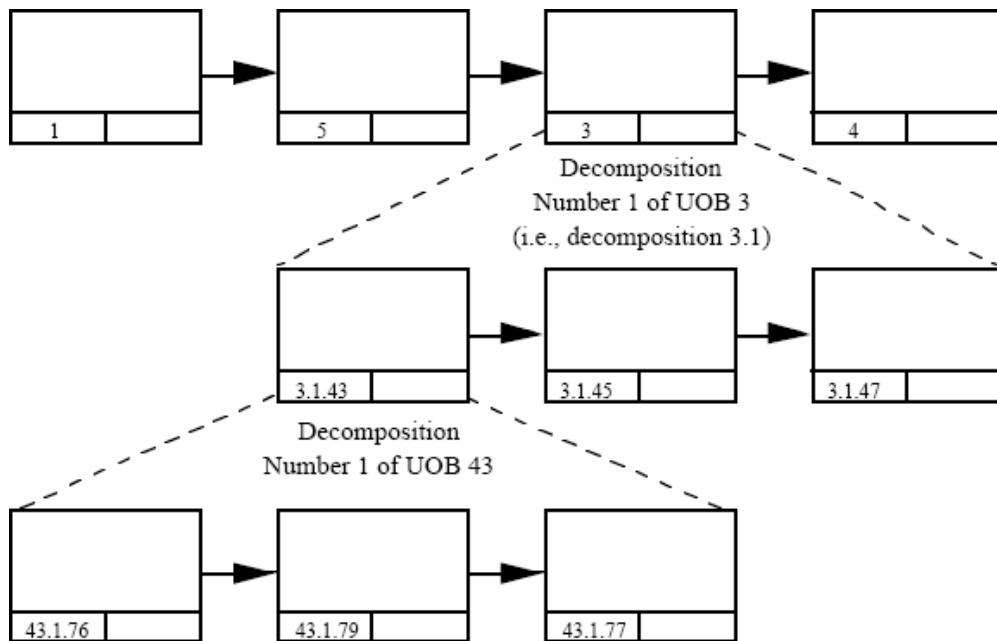 1
5
3
4
Decomposition
Number 1 of UOB 3
(i.e., decomposition 3.1)
3.1.43
3.1.45
3.1.47
Decomposition
Number 1 of UOB 43
43.1.76
43.1.79
43.1.77